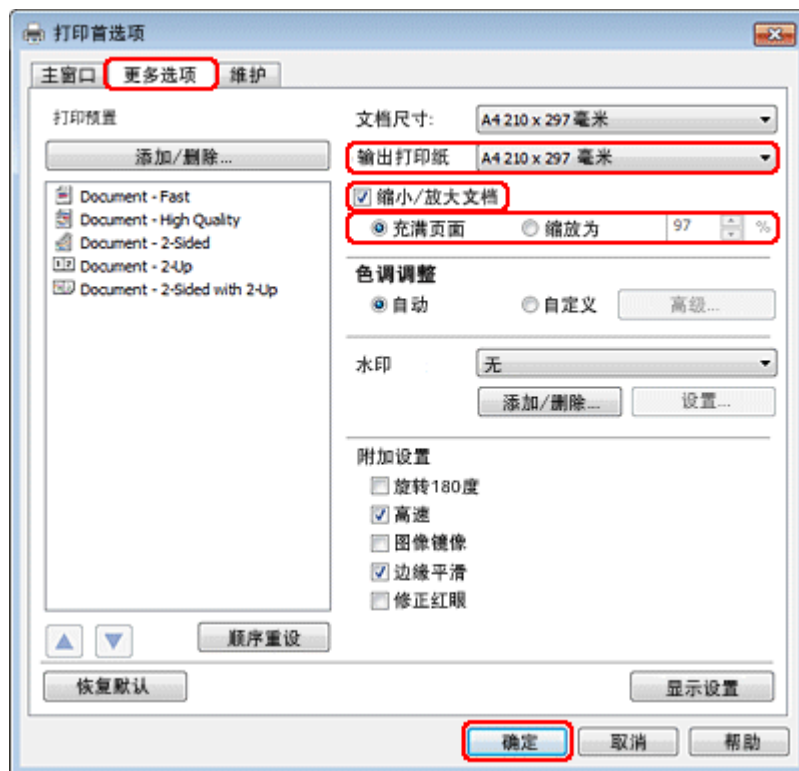 打印首选项
主窗口 更多选项 维护
打印预置
添加/删除...
Document - Fast
Document - High Quality
Document - 2-Sided
Document - 2-Up
Document - 2-Sided with 2-Up
顺序重设
文档尺寸: A4 210 x 297 毫米
输出打印纸 A4 210 x 297 毫米
缩小/放大文档
充满页面 缩放为 97 %
色调调整
自动 自定义 高级...
水印 : 无
添加/删除... 设置...
附加设置
旋转180度
高速
图像镜像
边缘平滑
修正红眼
恢复默认 显示设置
确定 取消 帮助